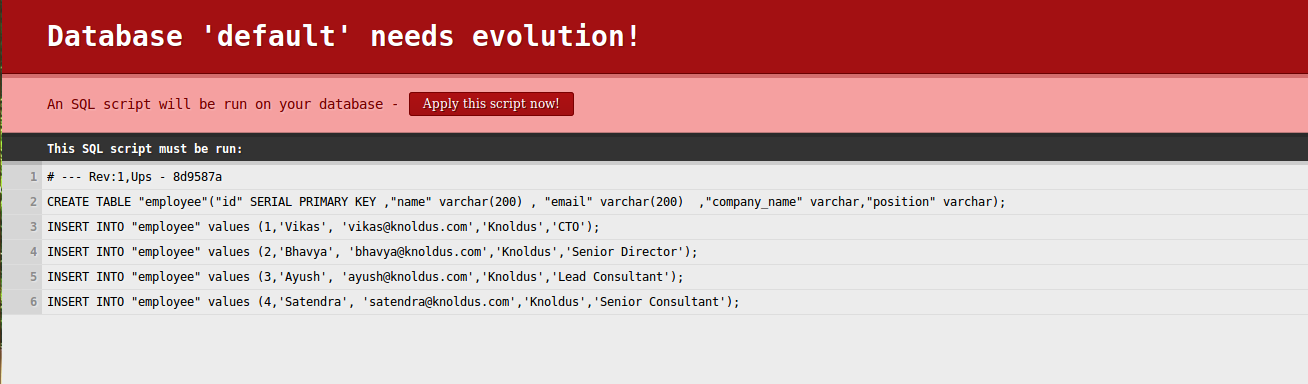 Database 'default' needs evolution!
An SQL script will be run on your database - Apply this script now!
This SQL script must be run:
1 # --- Rev:1,Ups - 8d9587a
2 CREATE TABLE "employee"("id" SERIAL PRIMARY KEY ,"name" varchar(200) , "email" varchar(200)  ,"company_name" varchar,"position" varchar);
3 INSERT INTO "employee" values (1,'Vikas', 'vikas@knoldus.com','Knoldus','CTO');
4 INSERT INTO "employee" values (2,'Bhavya', 'bhavya@knoldus.com','Knoldus','Senior Director');
5 INSERT INTO "employee" values (3,'Ayush', 'ayush@knoldus.com','Knoldus','Lead Consultant');
6 INSERT INTO "employee" values (4,'Satendra', 'satendra@knoldus.com','Knoldus','Senior Consultant');